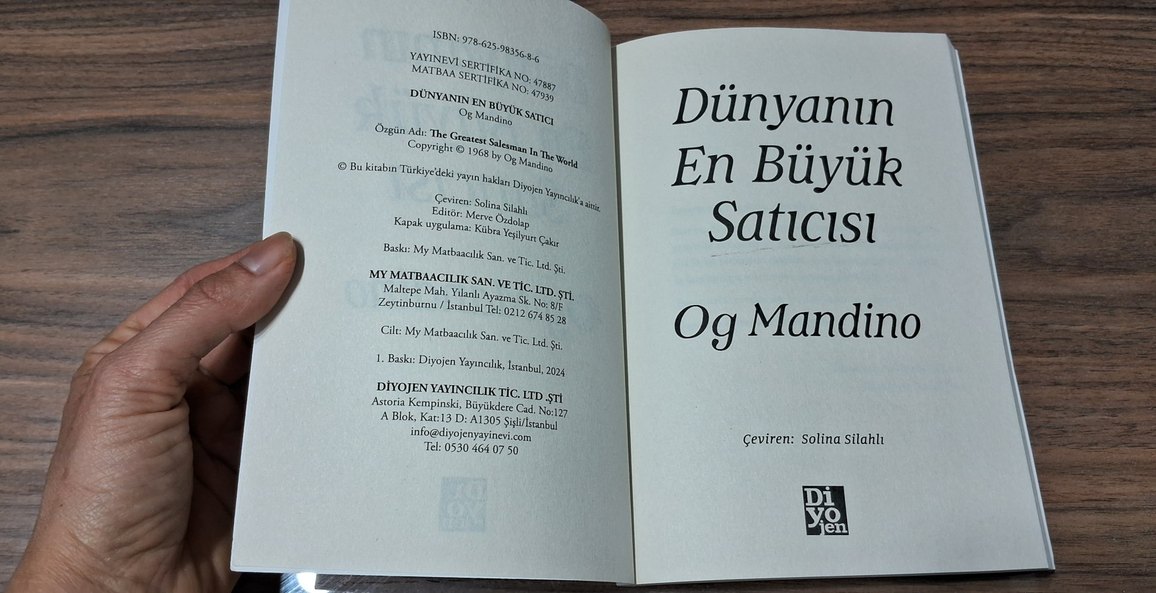 ISBN: 978-625-98356-8-6
YAYINEVİ SERTİFİKA NO: 47887
MATBAA SERTİFİKA NO: 47939
DÜNYANIN EN BÜYÜK SATICI
Og Mandino
Özgün Adı: The Greatest Salesman In The World
Copyright © 1968 by Og Mandino
© Bu kitabın Türkiye'deki yayın hakları Diyojen Yayıncılık'a aittir.
Çeviren: Solina Silahlı
Editör: Merve Özdolap
Kapak uygulama: Kübra Yeşilyurt Çakır
Baskı: My Matbaacılık San. ve Tic. Ltd. Şti.
MY MATBAACILIK SAN. VE TİC. LTD. ŞTİ.
Maltepe Mah. Yılanlı Ayazma Sk. No: 8/F
Zeytinburnu / İstanbul Tel: 0212 674 85 28
Cilt: My Matbaacılık San. ve Tic. Ltd. Şti.
1. Baskı: Diyojen Yayıncılık, İstanbul, 2024
DİYOJEN YAYINCILIK TİC. LTD .ŞTİ
Astoria Kempinski, Büyükdere Cad. No:127
A Blok, Kat:13 D: A1305 Şişli/İstanbul
info@diyojenyayinevi.com
Tel: 0530 464 07 50
Dünyanın
En Büyük
Satıcısı
Og Mandino
Çeviren: Solina Silahlı
Di
yo
jen